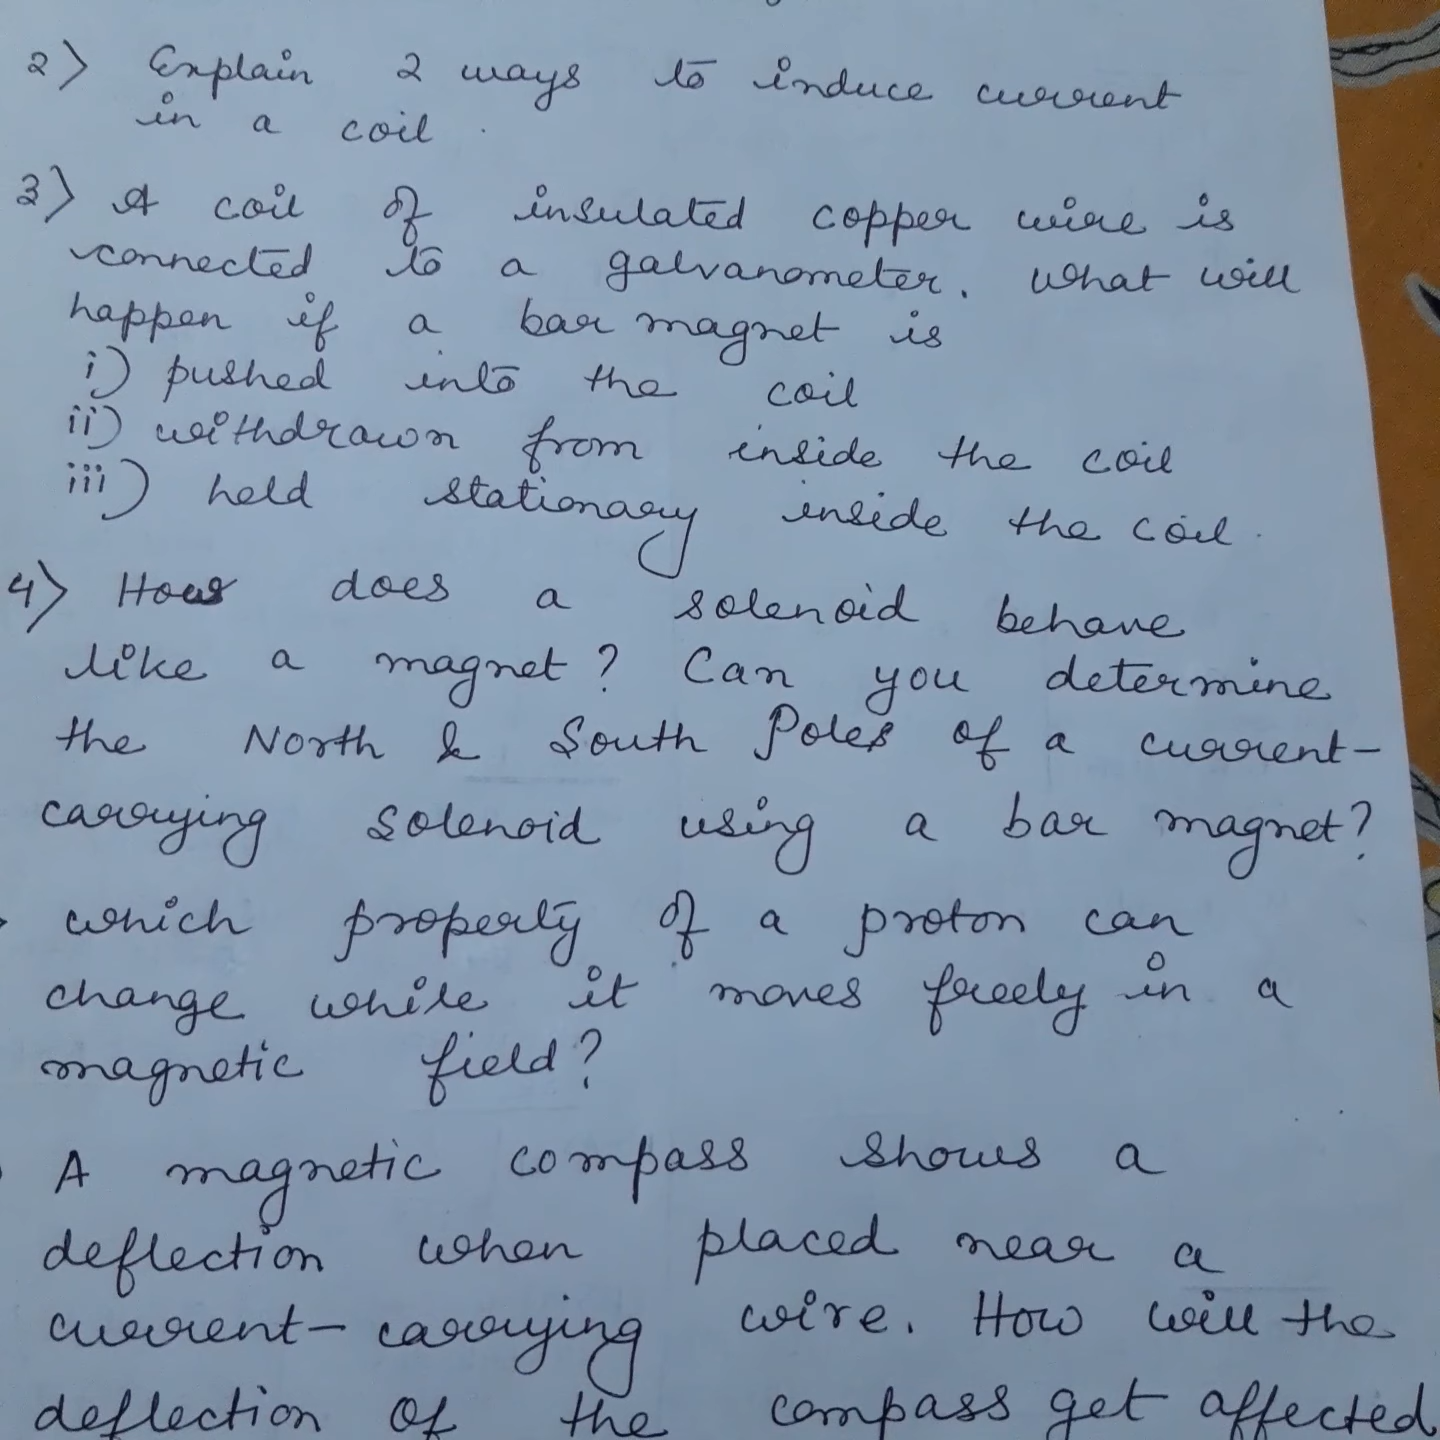 2) Explain 2 ways to induce current
in a coil.
3) A coil of insulated copper wire is
connected to a galvanometer. What will
happen if a bar magnet is
i) pushed into the coil
ii) withdrawn from inside the coil
iii) held stationary inside the coil.
4) How does a solenoid behave
like a magnet? Can you determine
the North & South Poles of a current-
carrying solenoid using a bar magnet?
which property of a proton can
change while it moves freely in a
magnetic field?
A magnetic compass shows a
deflection when placed near a
current-carrying wire. How will the
deflection of the compass get affected